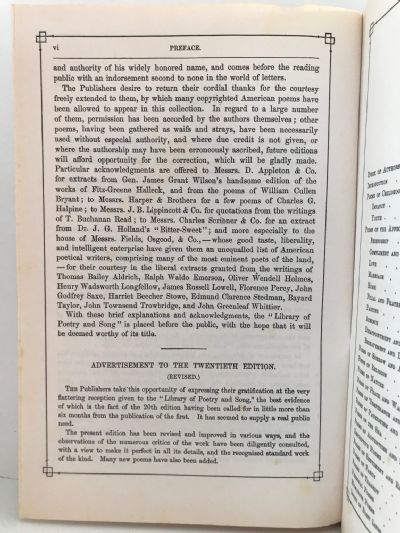 vi
PREFACE.
and authority of his widely honored name, and comes before the reading
public with an indorsement second to none in the world of letters.
The Publishers desire to return their cordial thanks for the courtesy
freely extended to them, by which many copyrighted American poems have
been allowed to appear in this collection. In regard to a large number
of them, permission has been accorded by the authors themselves; other
poems, having been gathered as waifs and strays, have been necessarily
used without especial authority, and where due credit is not given, or
where the authorship may have been erroneously ascribed, future editions
will afford opportunity for the correction, which will be gladly made.
Particular acknowledgments are offered to Messrs. D. Appleton & Co.
for extracts from Gen. James Grant Wilson's handsome edition of the
works of Fitz-Greene Halleck, and from the poems of William Cullen
Bryant; to Messrs. Harper & Brothers for a few poems of Charles G.
Halpine; to Messrs. J. B. Lippincott & Co. for quotations from the writings
of T. Buchanan Read; to Messrs. Charles Scribner & Co. for an extract
from Dr. J. G. Holland's "Bitter-Sweet"; and more especially to the
house of Messrs. Fields, Osgood, & Co.,—whose good taste, liberality,
and intelligent enterprise have given them an unequalled list of American
poetical writers, comprising many of the most eminent poets of the land,
—for their courtesy in the liberal extracts granted from the writings of
Thomas Bailey Aldrich, Ralph Waldo Emerson, Oliver Wendell Holmes,
Henry Wadsworth Longfellow, James Russell Lowell, Florence Percy, John
Godfrey Saxe, Harriet Beecher Stowe, Edmund Clarence Stedman, Bayard
Taylor, John Townsend Trowbridge, and John Greenleaf Whittier.
With these brief explanations and acknowledgments, the "Library of
Poetry and Song" is placed before the public, with the hope that it will
be deemed worthy of its title.
ADVERTISEMENT TO THE TWENTIETH EDITION.
(REVISED.)
The Publishers take this opportunity of expressing their gratification at the very
flattering reception given to the "Library of Poetry and Song," the best evidence
of which is the fact of the 20th edition having been called for in little more than
six months from the publication of the first. It has seemed to supply a real public
need.
The present edition has been revised and improved in various ways, and the
observations of the numerous critics of the work have been diligently consulted,
with a view to make it perfect in all its details, and the recognised standard work
of the kind. Many new poems have also been added.
INTRODUCTION
INFANCY
YOUTH
FRIENDSHIP
LOVE
MARRIAGE
HOME
PARTING
ABSENCE